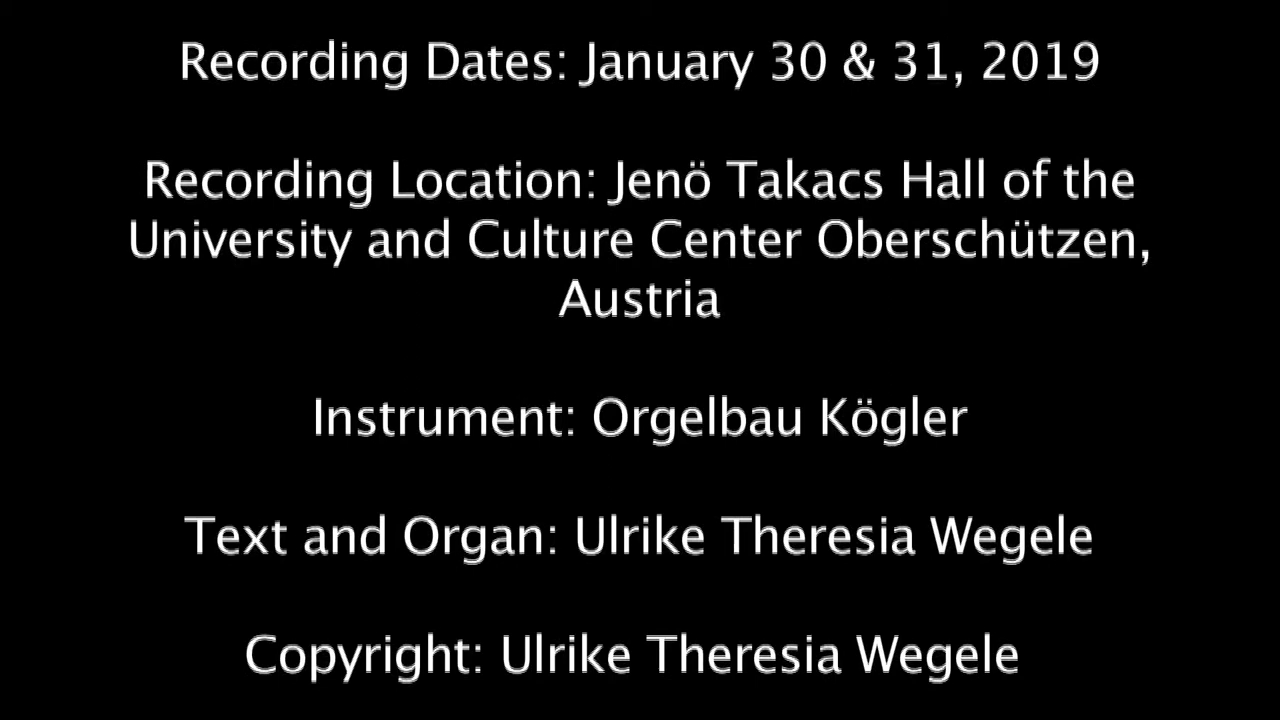 Recording Dates: January 30 & 31, 2019
Recording Location: Jenö Takacs Hall of the
University and Culture Center Oberschützen,
Austria
Instrument: Orgelbau Kögler
Text and Organ: Ulrike Theresia Wegele
Copyright: Ulrike Theresia Wegele